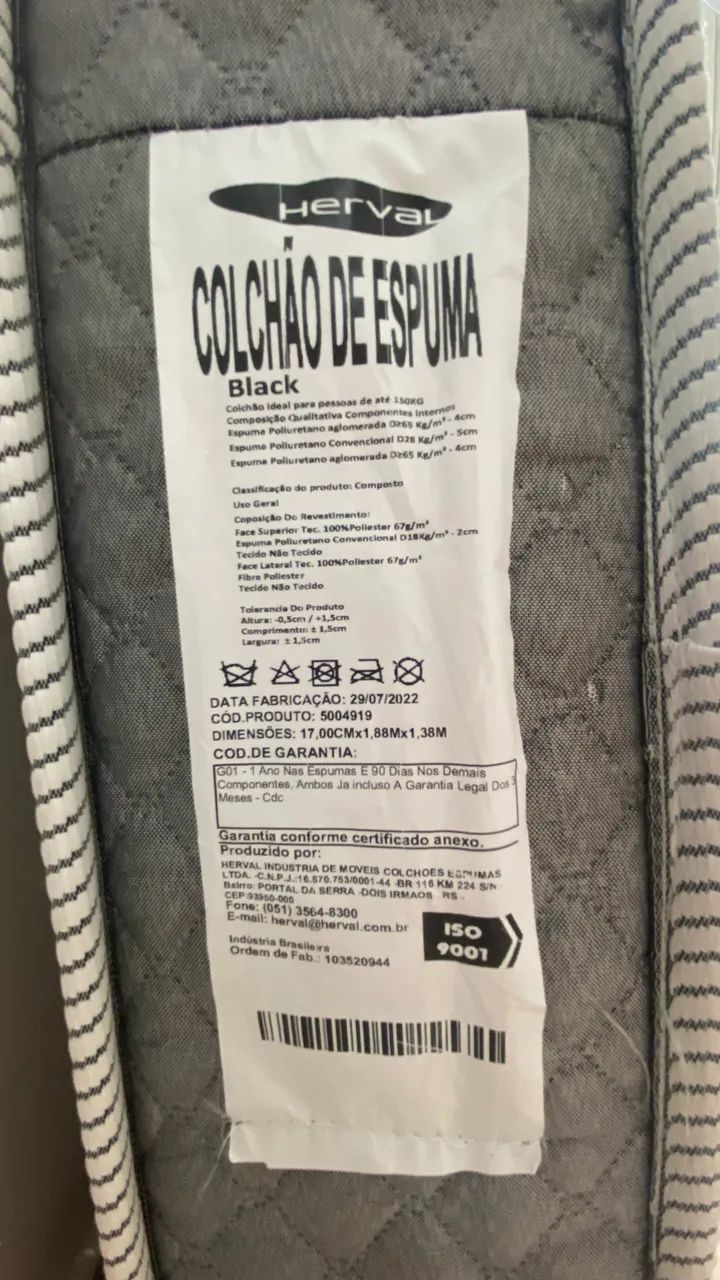 Herval
COLCHÃO DE ESPUMA
Black
Colchão ideal para pessoas de até 150KG
Composição Qualitativa Componentes Internos
Espuma Poliuretano aglomerada D≥65 Kg/m³ - 4cm
Espuma Poliuretano Convencional D28 Kg/m³ - 5cm
Espuma Poliuretano aglomerada D≥65 Kg/m³ - 4cm
Classificação do produto: Composto
Uso Geral
Coposição Do Revestimento:
Face Superior Tec. 100%Poliester 67g/m²
Espuma Poliuretano Convencional D18Kg/m³ - 2cm
Tecido Não Tecido
Face Lateral Tec. 100%Poliester 67g/m²
Fibra Poliester
Tecido Não Tecido
Tolerancia Do Produto
Altura: -0,5cm / +1,5cm
Comprimento: ± 1,5cm
Largura: ± 1,5cm
DATA FABRICAÇÃO: 29/07/2022
CÓD.PRODUTO: 5004919
DIMENSÕES: 17,00CMx1,88Mx1,38M
COD.DE GARANTIA:
G01 - 1 Ano Nas Espumas E 90 Dias Nos Demais
Componentes, Ambos Ja incluso A Garantia Legal Dos 3
Meses - Cdc
Garantia conforme certificado anexo.
Produzido por:
HERVAL INDUSTRIA DE MOVEIS COLCHOES ESPUMAS
LTDA. -C.N.P.J.:16.670.753/0001-44 -BR 116 KM 224 S/N
Bairro: PORTAL DA SERRA -DOIS IRMAOS RS -
CEP:93950-000
Fone: (051) 3564-8300
E-mail: herval@herval.com.br
ISO
9001
Indústria Brasileira
Ordem de Fab.: 103520944